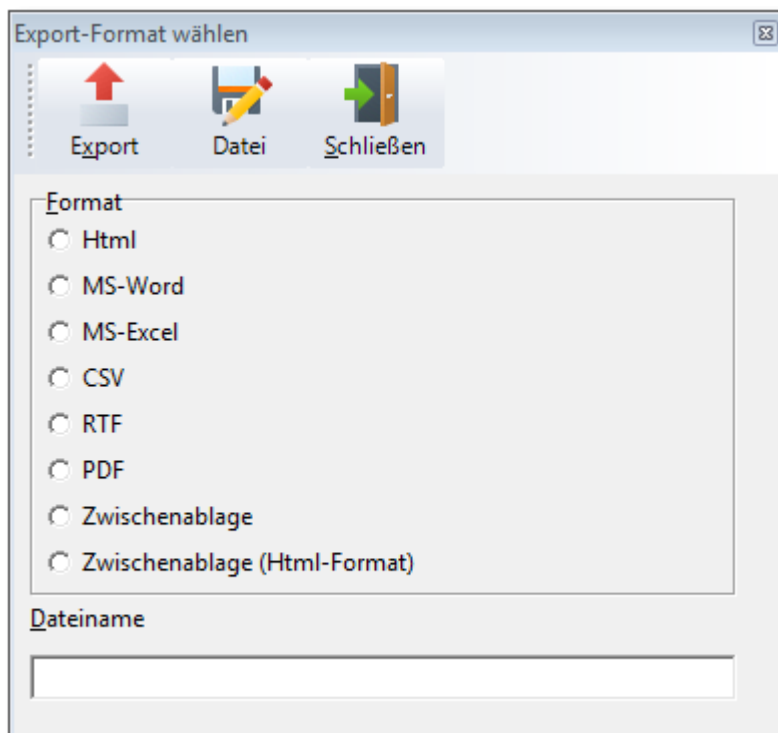 Export-Format wählen
Export Datei Schließen
Format
Html
MS-Word
MS-Excel
CSV
RTF
PDF
Zwischenablage
Zwischenablage (Html-Format)
Dateiname